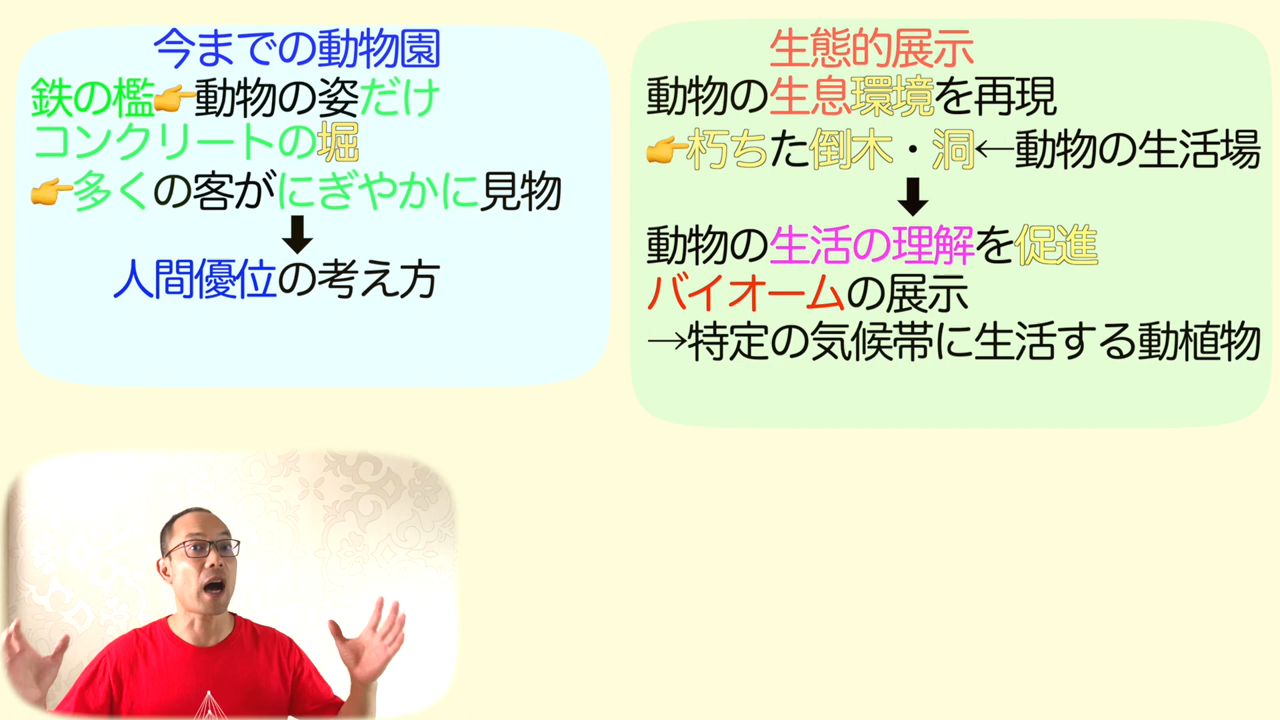 今までの動物園
鉄の檻👉動物の姿だけ
コンクリートの堀
👉多くの客がにぎやかに見物
⬇
人間優位の考え方
生態的展示
動物の生息環境を再現
👉朽ちた倒木・洞←動物の生活場
⬇
動物の生活の理解を促進
バイオームの展示
→特定の気候帯に生活する動植物